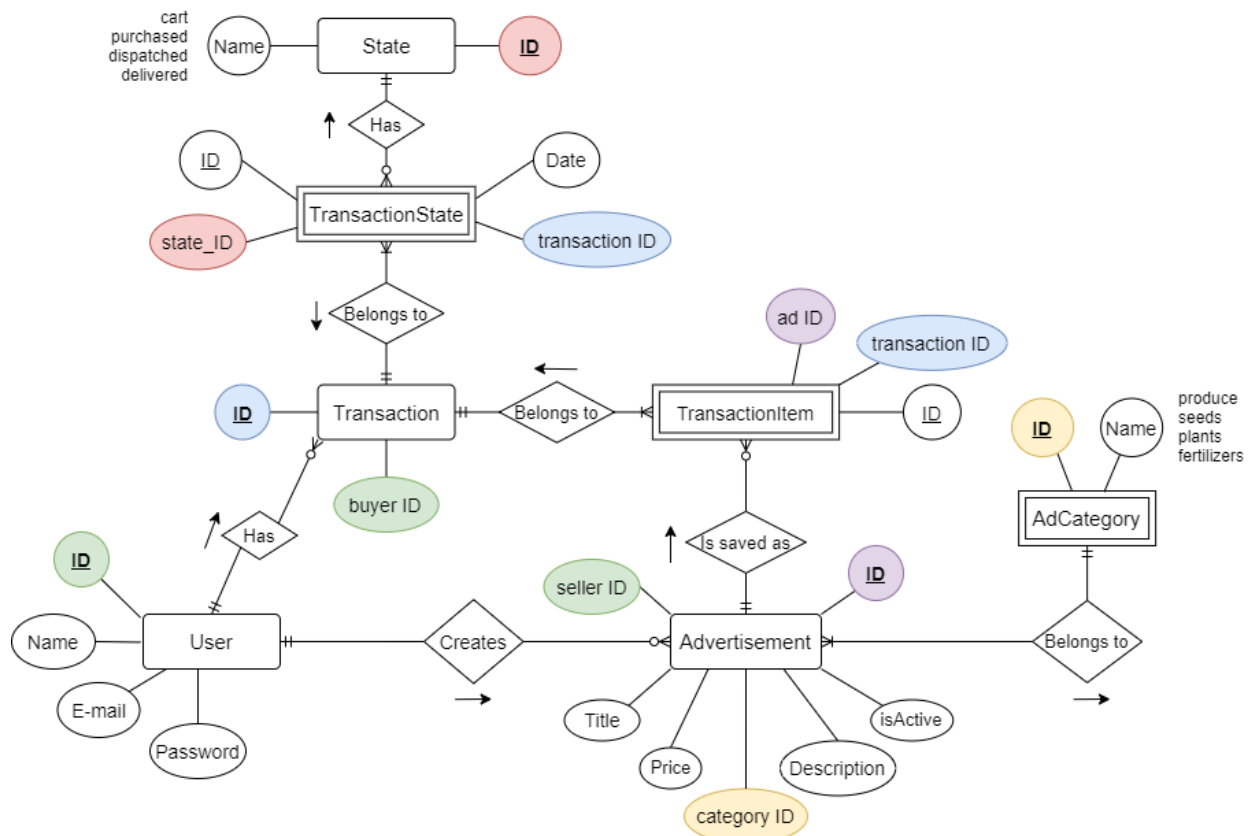 cart
purchased
dispatched
delivered
Name
State
ID
Has
ID
Date
TransactionState
state_ID
transaction ID
Belongs to
ad ID
transaction ID
ID
Transaction
Belongs to
TransactionItem
ID
ID
Name
produce
seeds
plants
fertilizers
buyer ID
AdCategory
Has
Is saved as
ID
seller ID
ID
Name
User
Creates
Advertisement
Belongs to
E-mail
Password
Title
isActive
Price
Description
category ID